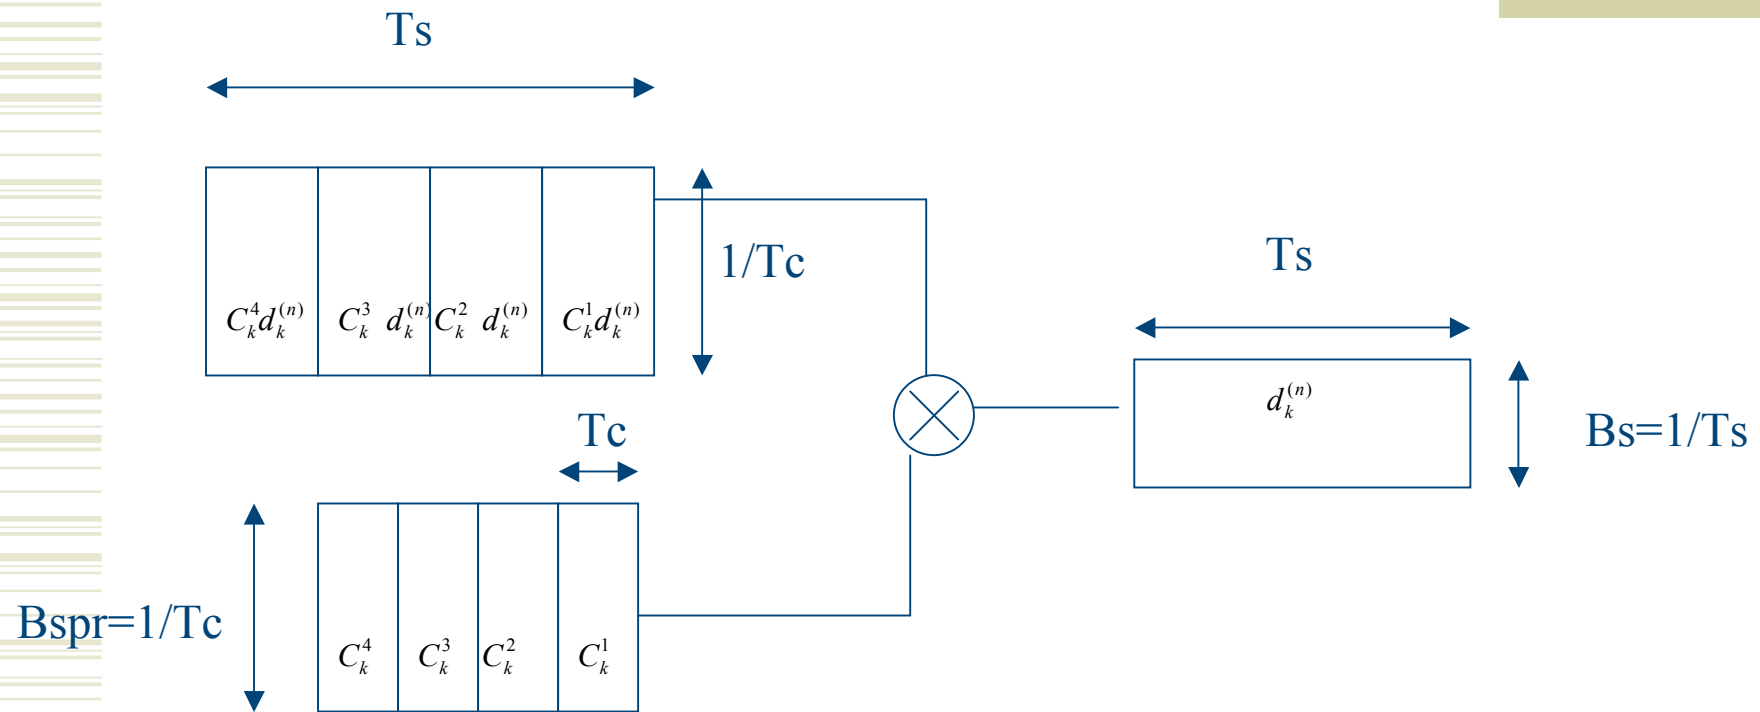 Ts
1/Tc
Ts
$C_k^4 d_k^{(n)}$ $C_k^3 d_k^{(n)}$ $C_k^2 d_k^{(n)}$ $C_k^1 d_k^{(n)}$
$d_k^{(n)}$
Bs=1/Ts
Tc
Bspr=1/Tc
$C_k^4$ $C_k^3$ $C_k^2$ $C_k^1$